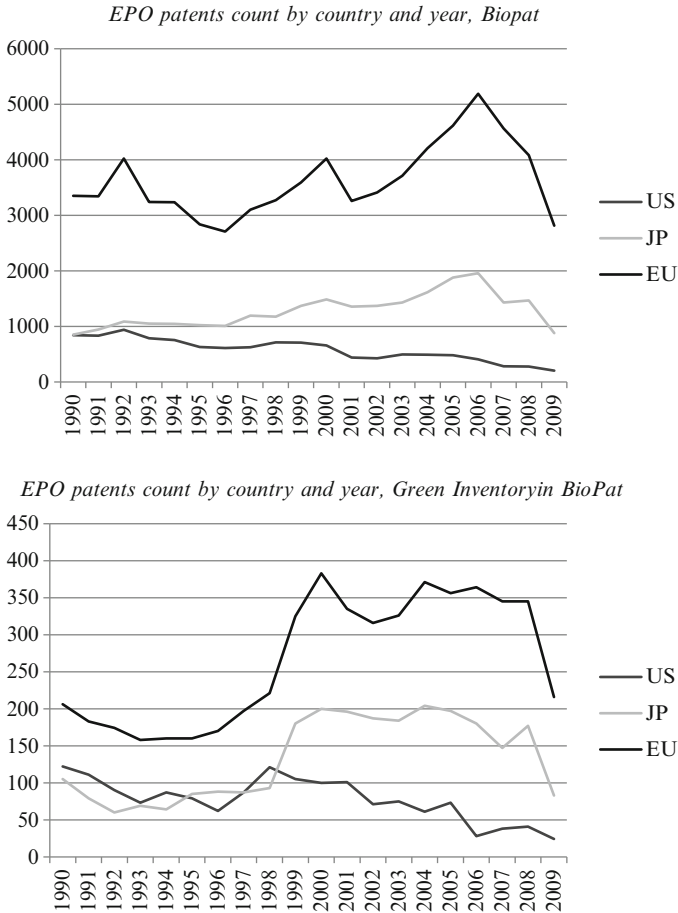 EPO patents count by country and year, Biopat
6000
5000
4000
3000
2000
1000
0
1990 1991 1992 1993 1994 1995 1996 1997 1998 1999 2000 2001 2002 2003 2004 2005 2006 2007 2008 2009
US
JP
EU
EPO patents count by country and year, Green Inventoryin BioPat
450
400
350
300
250
200
150
100
50
0
1990 1991 1992 1993 1994 1995 1996 1997 1998 1999 2000 2001 2002 2003 2004 2005 2006 2007 2008 2009
US
JP
EU